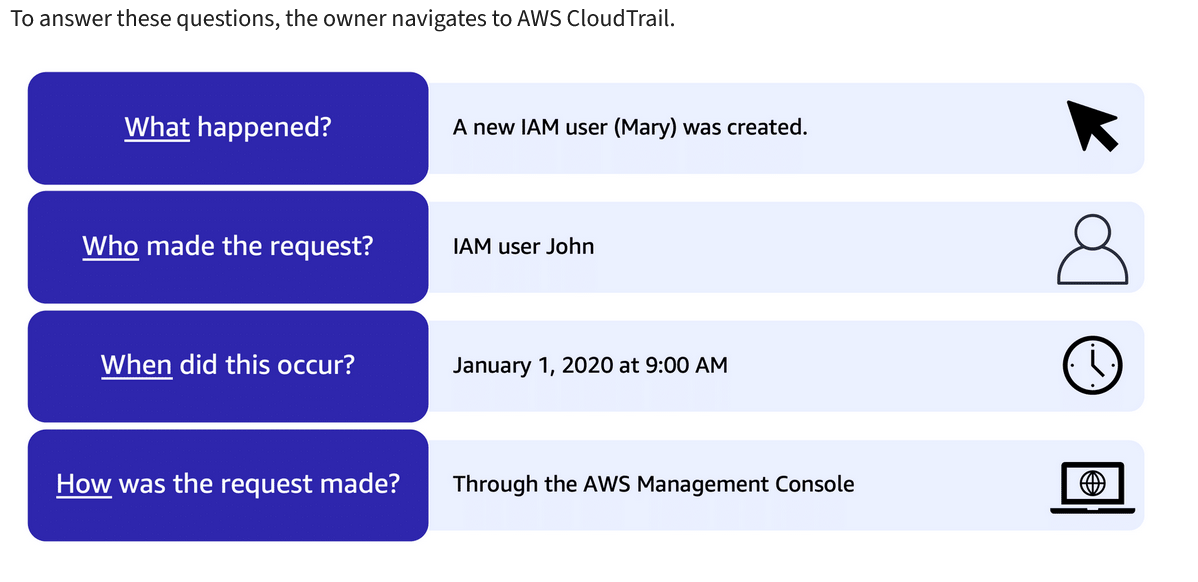 To answer these questions, the owner navigates to AWS CloudTrail.
What happened?
A new IAM user (Mary) was created.
Who made the request?
IAM user John
When did this occur?
January 1, 2020 at 9:00 AM
How was the request made?
Through the AWS Management Console